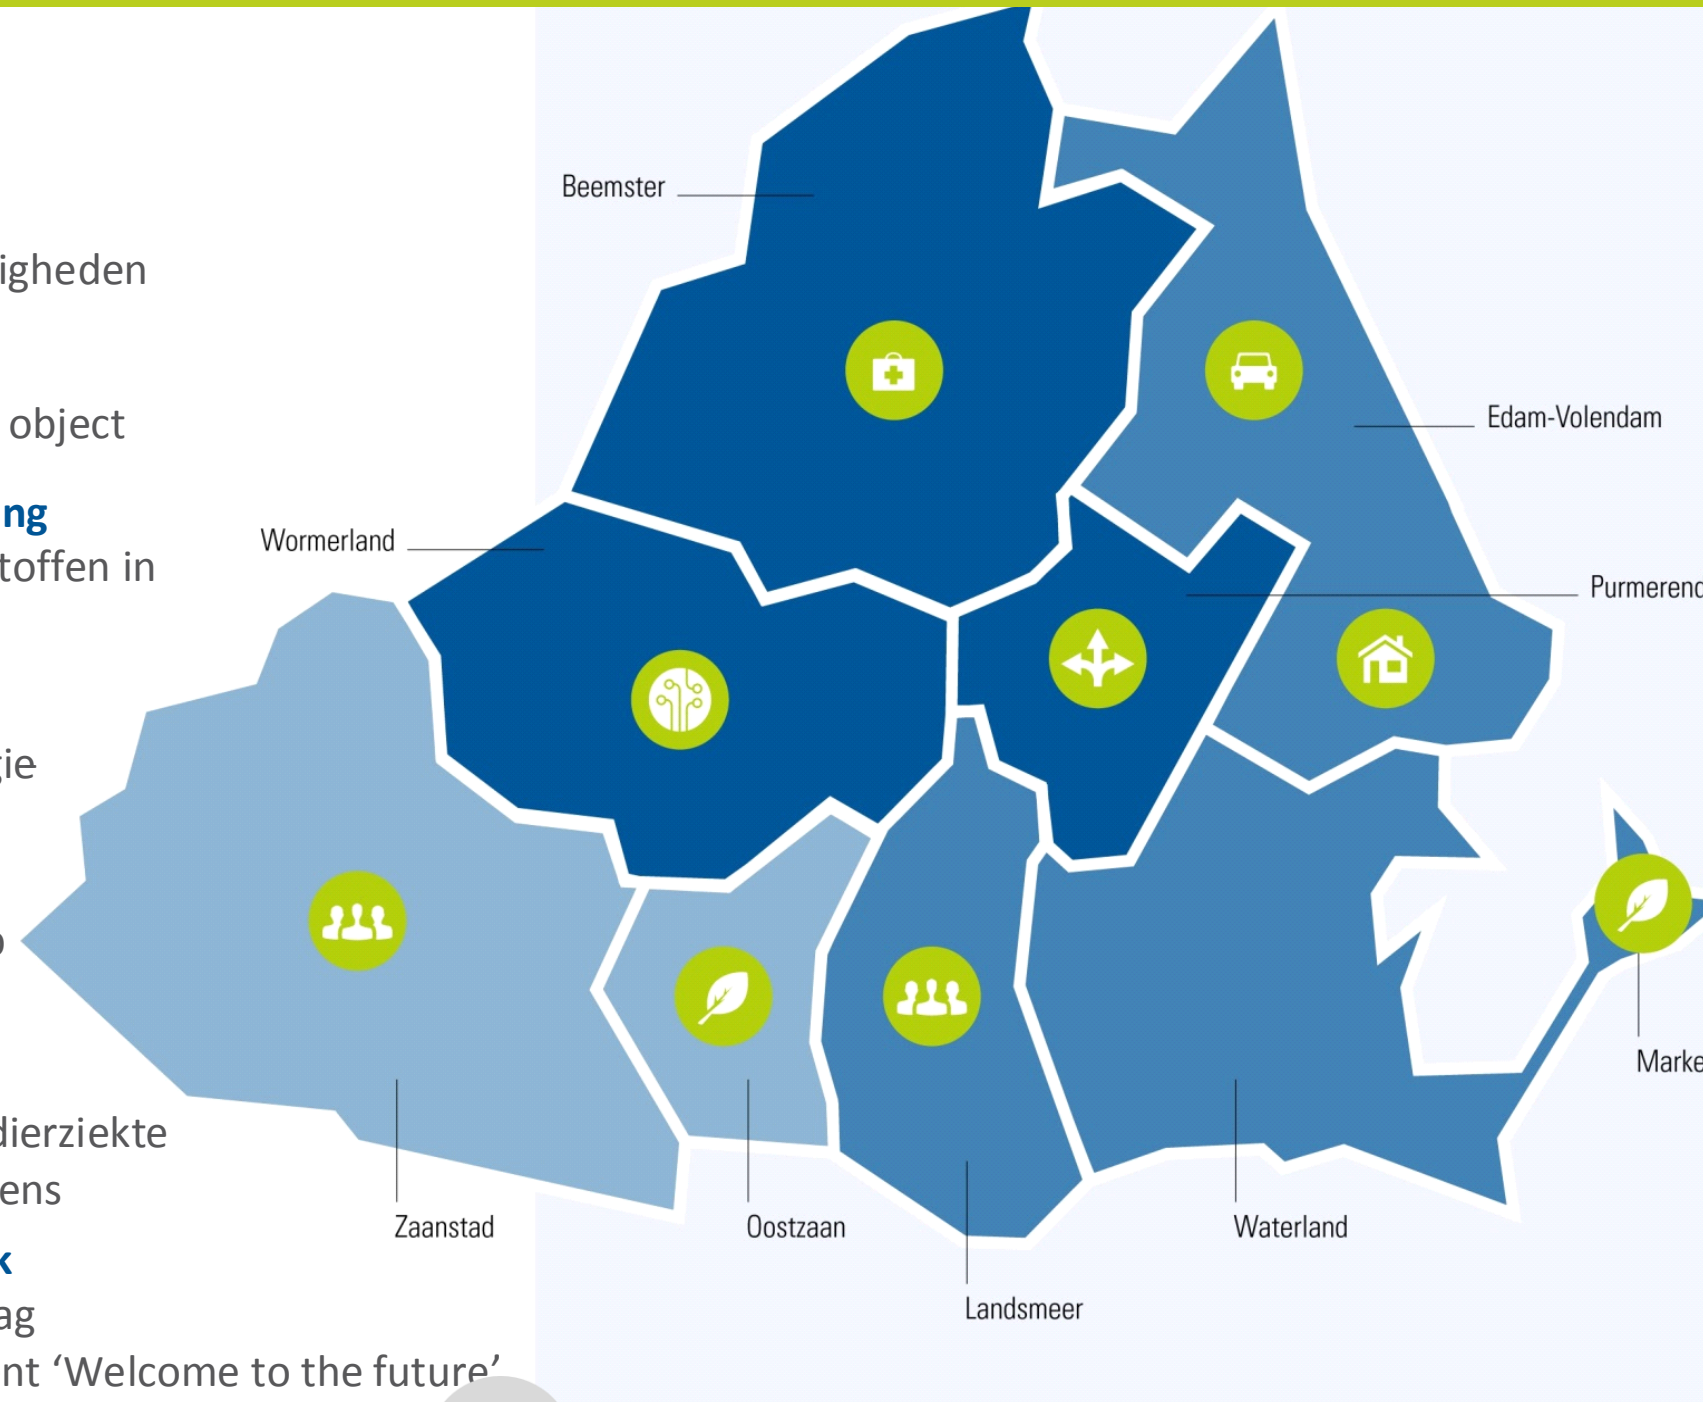 igheden
object
ng
toffen in
gie
dierziekte
ens
k
ag
nt ‘Welcome to the future’
Beemster
Edam-Volendam
Wormerland
Purmerend
Marke
Zaanstad
Oostzaan
Waterland
Landsmeer